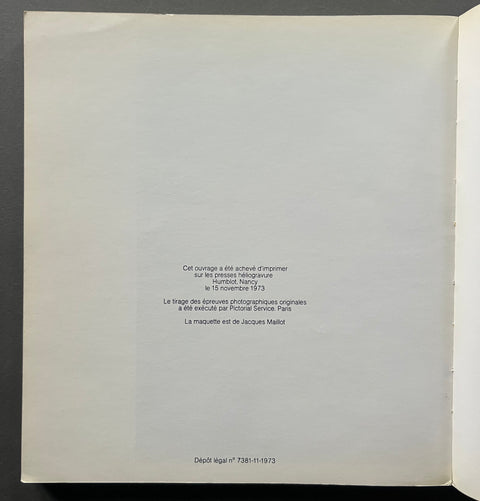 Cet ouvrage a été achevé d'imprimer
sur les presses héliogravure
Humblot, Nancy
le 15 novembre 1973
Le tirage des épreuves photographiques originales
a été exécuté par Pictorial Service, Paris
La maquette est de Jacques Maillot
Dépôt légal n° 7381-11-1973